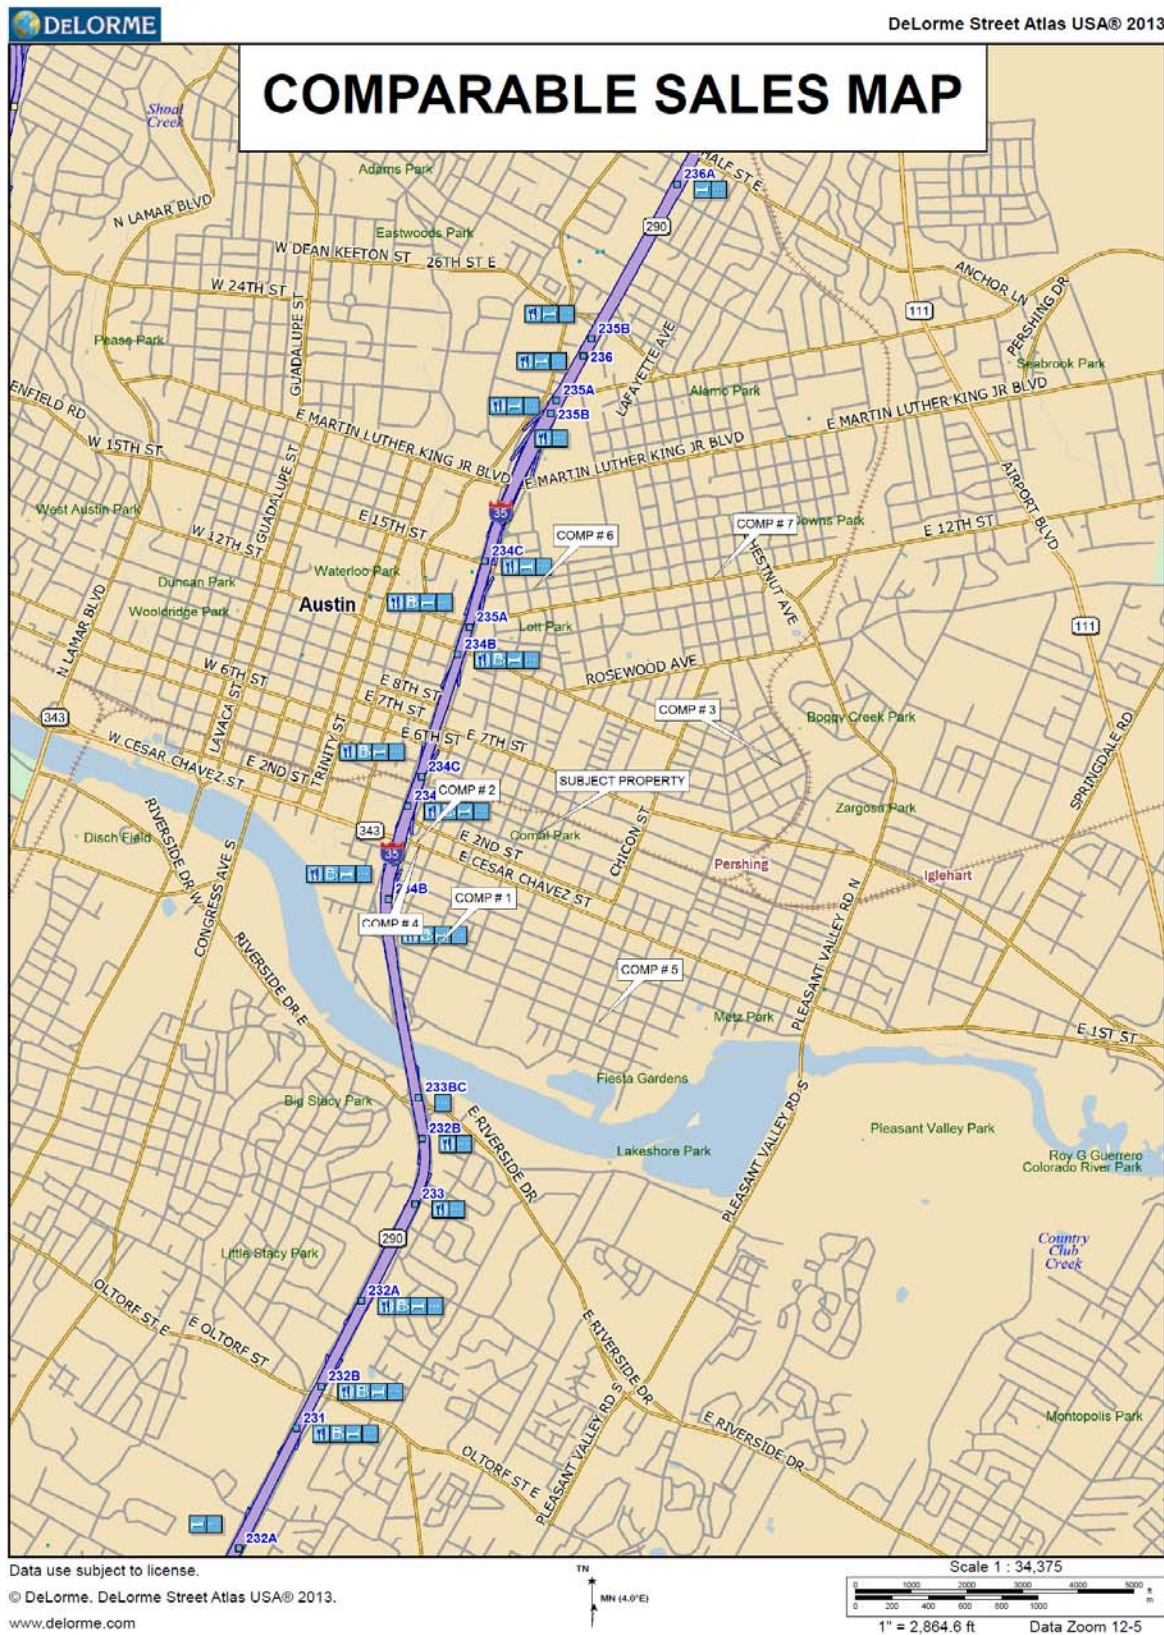 DELORME
DeLorme Street Atlas USA® 2013
COMPARABLE SALES MAP
Shoal
Creek
Adams Park
HALF ST E
236A
N LAMAR BLVD
290
Eastwoods Park
W DEAN KEETON ST
26TH ST E
ANCHOR LN
W 24TH ST
GUADALUPE ST
111
PERSHING DR
Pease Park
235B
236
LAFAYETTE AVE
Seabrook Park
ENFIELD RD
235A
Alamo Park
235B
E MARTIN LUTHER KING JR BLVD
E MARTIN LUTHER KING JR BLVD
E MARTIN LUTHER KING JR BLVD
W 15TH ST
GUADALUPE ST
AIRPORT BLVD
West Austin Park
E 15TH ST
35
COMP # 7
Downs Park
E 12TH ST
W 12TH ST
COMP # 6
234C
CHESTNUT AVE
Waterloo Park
Duncan Park
Austin
Wooldridge Park
235A
Lott Park
111
N LAMAR BLVD
234B
W 6TH ST
ROSEWOOD AVE
E 8TH ST
E 7TH ST
LAVACA ST
COMP # 3
343
TRINITY ST
E 6TH ST
E 7TH ST
Boggy Creek Park
W CESAR CHAVEZ ST
E 2ND ST
SPRINGDALE RD
234C
SUBJECT PROPERTY
COMP # 2
234
RIVERSIDE DR W
Zargosa Park
Disch Field
343
E 2ND ST
Comal Park
CHICON ST
35
E CESAR CHAVEZ ST
Pershing
Iglehart
CONGRESS AVE S
234B
COMP # 1
COMP # 4
PLEASANT VALLEY RD N
RIVERSIDE DR E
COMP # 5
Metz Park
E 1ST ST
Fiesta Gardens
233BC
Big Stacy Park
E RIVERSIDE DR
PLEASANT VALLEY RD S
Pleasant Valley Park
232B
Lakeshore Park
Roy G Guerrero
Colorado River Park
233
290
Little Stacy Park
Country
Club
Creek
OLTORF ST E
232A
E OLTORF ST
E RIVERSIDE DR
232B
231
PLEASANT VALLEY RD S
E RIVERSIDE DR
Montopolis Park
OLTORF ST E
232A
Data use subject to license.
© DeLorme. DeLorme Street Atlas USA® 2013.
www.delorme.com
TN
MN (4.0°E)
Scale 1 : 34,375
0 1000 2000 3000 4000 5000
ft
m
0 200 400 600 800 1000
1" = 2,864.6 ft Data Zoom 12-5